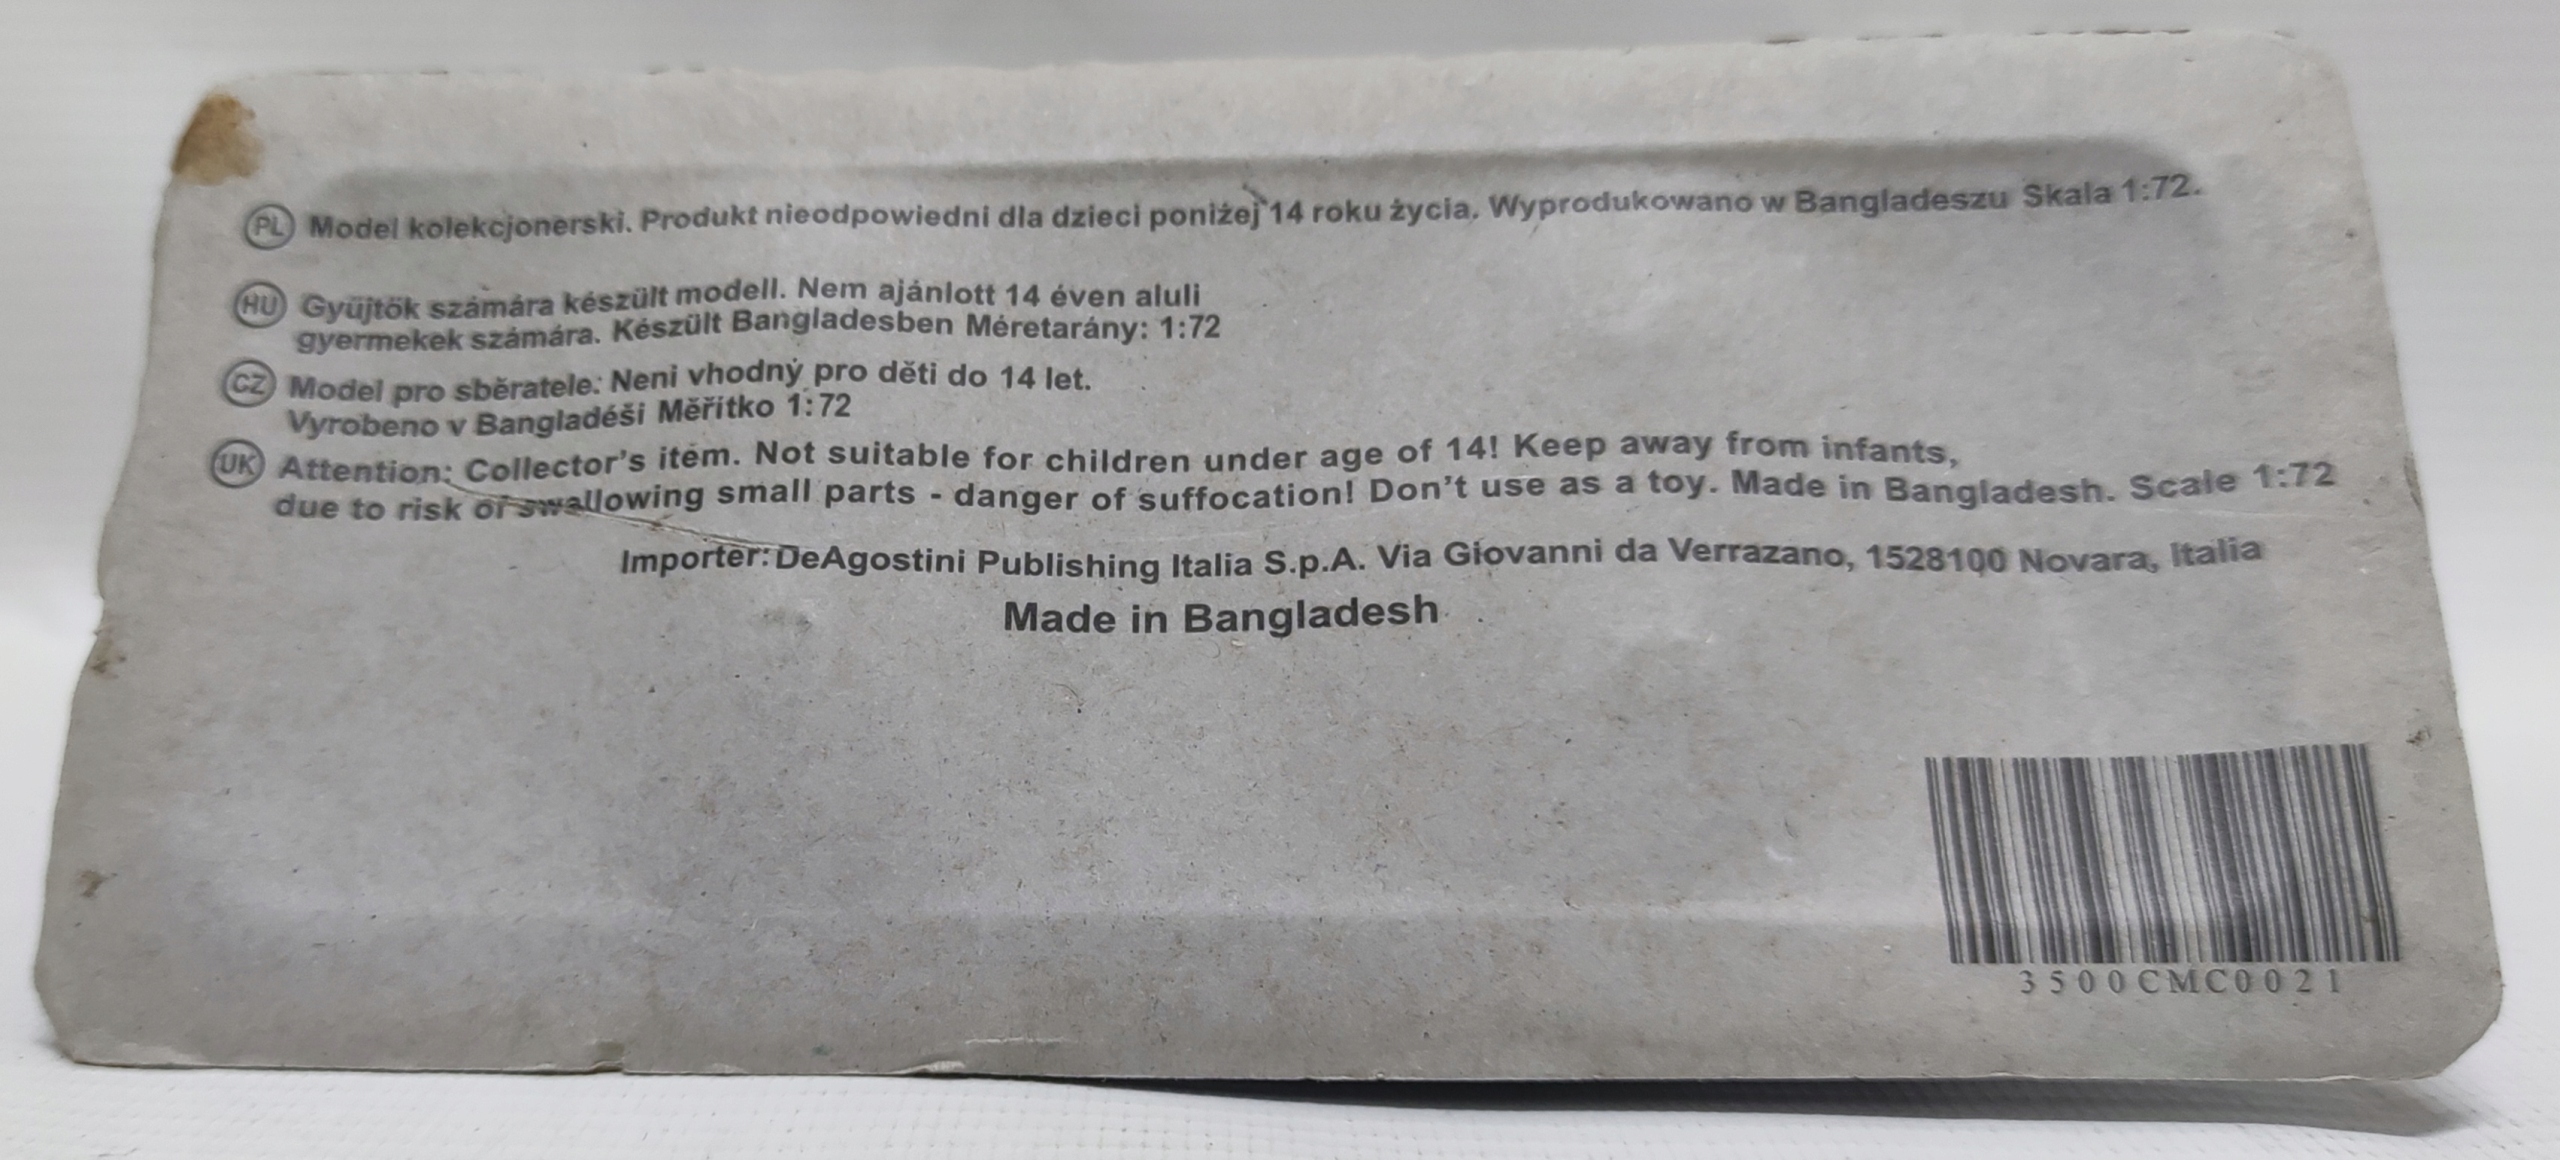 PL Model kolekcjonerski. Produkt nieodpowiedni dla dzieci poniżej 14 roku życia. Wyprodukowano w Bangladeszu Skala 1:72.
HU Gyüjtök számára készült modell. Nem ajánlott 14 éven aluli
gyermekek számára. Készült Bangladesben Méretarány: 1:72
CZ Model pro sběratele. Neni vhodný pro děti do 14 let.
Vyrobeno v Bangladéši Měřítko 1:72
UK Attention: Collector's item. Not suitable for children under age of 14! Keep away from infants,
due to risk of swallowing small parts - danger of suffocation! Don't use as a toy. Made in Bangladesh. Scale 1:72
Importer: DeAgostini Publishing Italia S.p.A. Via Giovanni da Verrazano, 1528100 Novara, Italia
Made in Bangladesh
3500CMC0021